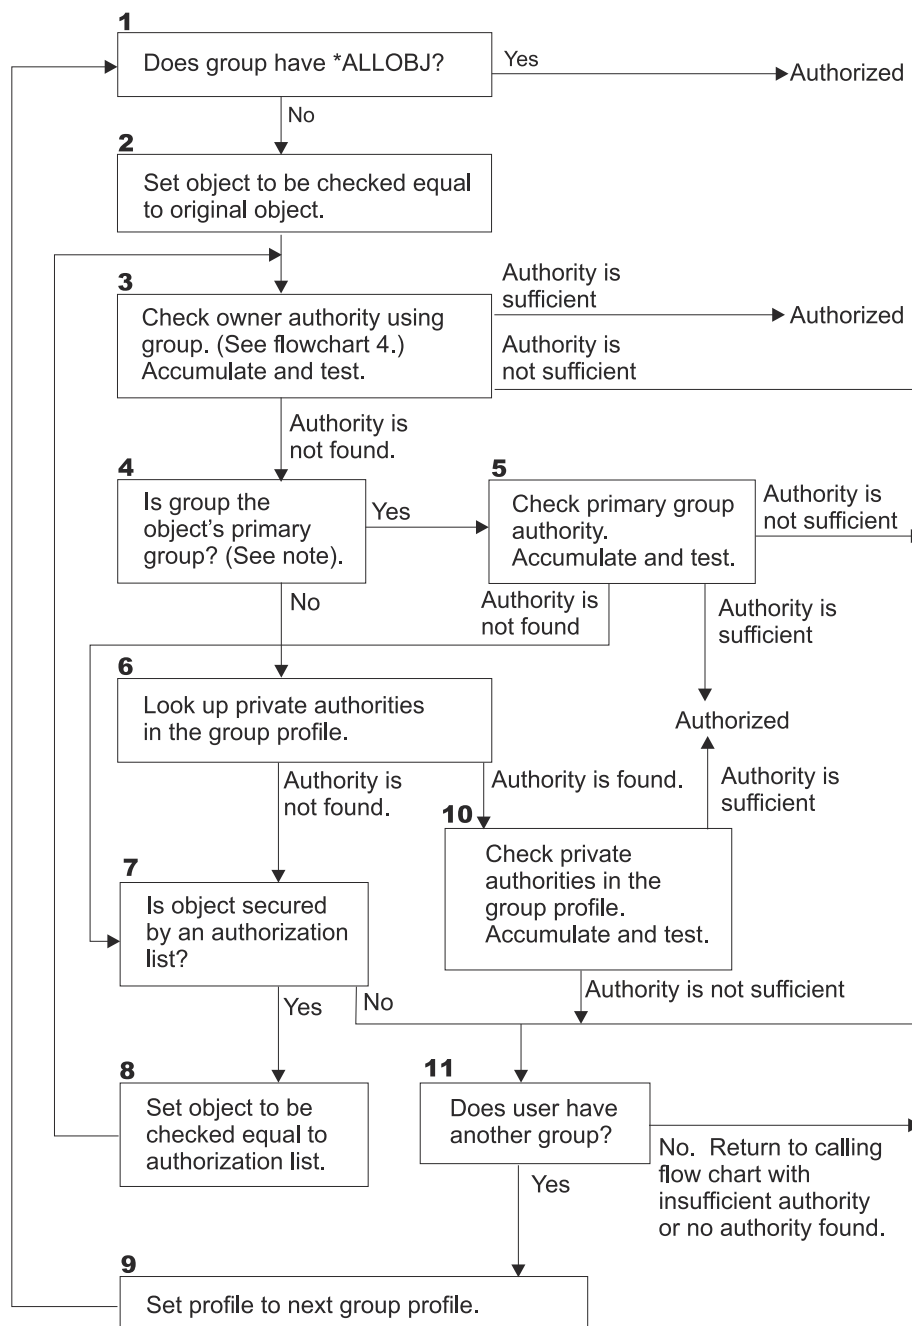 1
Does group have *ALLOBJ?
Yes
Authorized
No
2
Set object to be checked equal
to original object.
3
Check owner authority using
group. (See flowchart 4.)
Accumulate and test.
Authority is
sufficient
Authorized
Authority is
not sufficient
Authority is
not found.
4
Is group the
object's primary
group? (See note).
Yes
5
Check primary group
authority.
Accumulate and test.
Authority is
not sufficient
No
Authority is
not found
Authority is
sufficient
6
Look up private authorities
in the group profile.
Authorized
Authority is
not found.
Authority is found.
Authority is
sufficient
10
Check private
authorities in the
group profile.
Accumulate and test.
7
Is object secured
by an authorization
list?
Yes
No
Authority is not sufficient
8
Set object to be
checked equal to
authorization list.
11
Does user have
another group?
No. Return to calling
flow chart with
insufficient authority
or no authority found.
Yes
9
Set profile to next group profile.